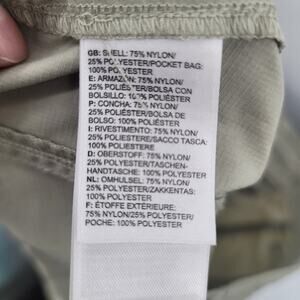 GB: SHELL: 75% NYLON/
25% POLYESTER/POCKET BAG:
100% POLYESTER
E: ARMAZÓN: 75% NYLON/
25% POLIÉSTER/BOLSA CON
BOLSILLO: 100% POLIÉSTER
P: CONCHA: 75% NYLON/
25% POLIÉSTER/BOLSA DE
BOLSO: 100% POLIÉSTER
I: RIVESTIMENTO: 75% NYLON/
25% POLIESTERE/SACCO TASCA:
100% POLIESTERE
D: OBERSTOFF: 75% NYLON/
25% POLYESTER/TASCHEN-
HANDTASCHE: 100% POLYESTER
NL: OMHULSEL: 75% NYLON/
25% POLYESTER/ZAKKENTAS:
100% POLYESTER
F: ÉTOFFE EXTÉRIEURE:
75% NYLON/25% POLYESTER/
POCHE: 100% POLYESTER